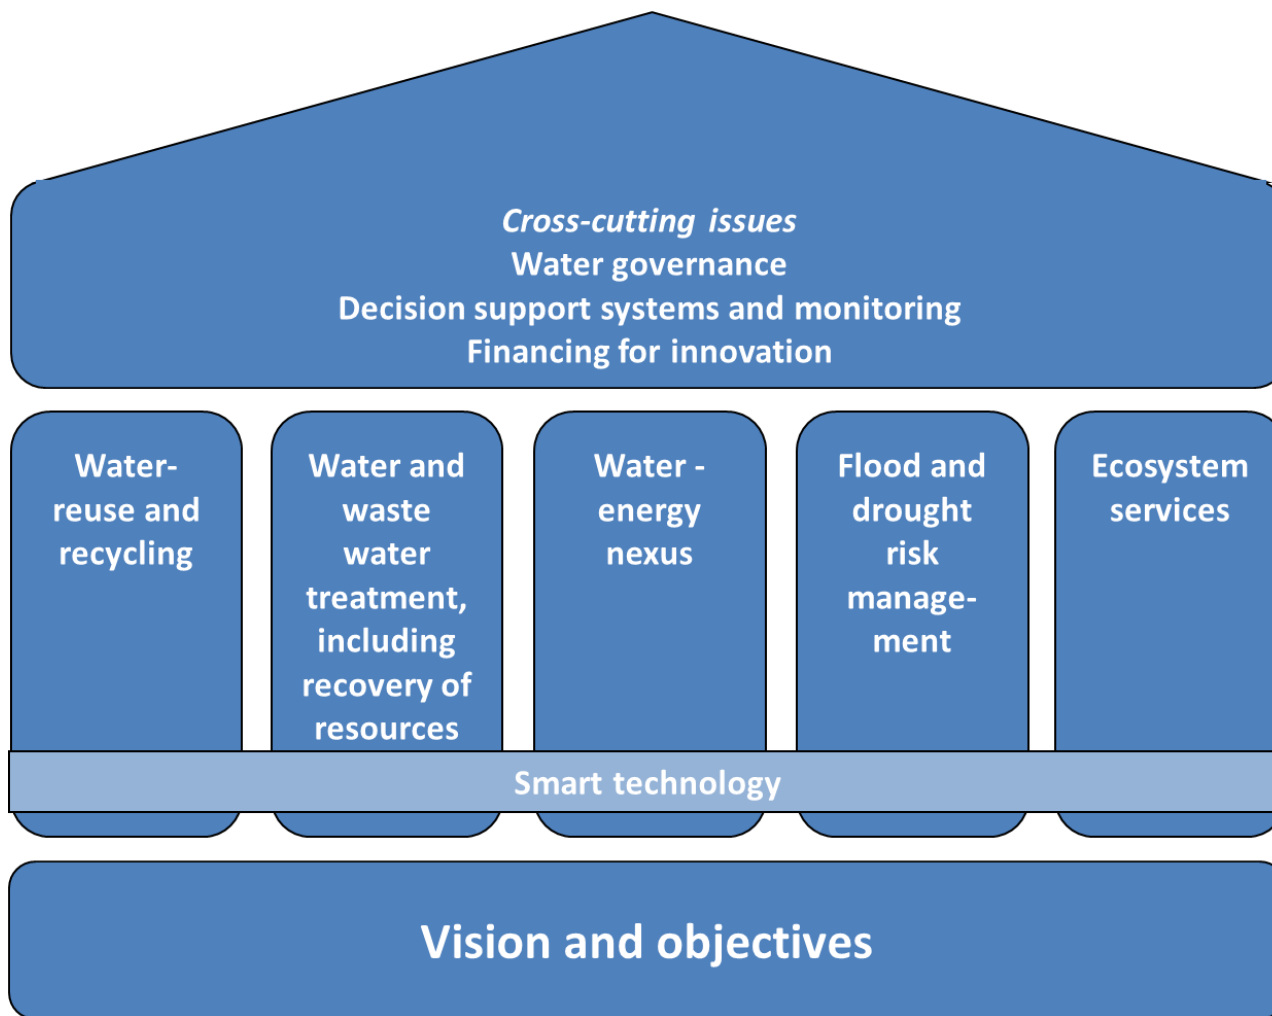 Cross-cutting issues
Water governance
Decision support systems and monitoring
Financing for innovation
Water-
reuse and
recycling
Water and
waste
water
treatment,
including
recovery of
resources
Water -
energy
nexus
Flood and
drought
risk
manage-
ment
Ecosystem
services
Smart technology
Vision and objectives